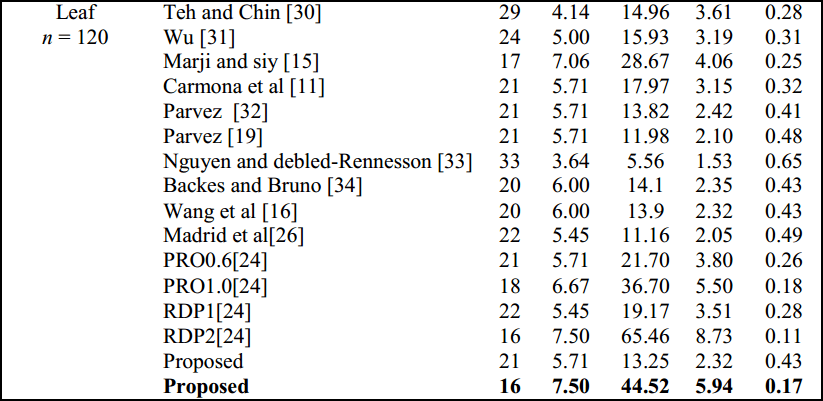 Leaf Teh and Chin [30] 29 4.14 14.96 3.61 0.28
n = 120 Wu [31] 24 5.00 15.93 3.19 0.31
Marji and siy [15] 17 7.06 28.67 4.06 0.25
Carmona et al [11] 21 5.71 17.97 3.15 0.32
Parvez [32] 21 5.71 13.82 2.42 0.41
Parvez [19] 21 5.71 11.98 2.10 0.48
Nguyen and debled-Rennesson [33] 33 3.64 5.56 1.53 0.65
Backes and Bruno [34] 20 6.00 14.1 2.35 0.43
Wang et al [16] 20 6.00 13.9 2.32 0.43
Madrid et al[26] 22 5.45 11.16 2.05 0.49
PRO0.6[24] 21 5.71 21.70 3.80 0.26
PRO1.0[24] 18 6.67 36.70 5.50 0.18
RDP1[24] 22 5.45 19.17 3.51 0.28
RDP2[24] 16 7.50 65.46 8.73 0.11
Proposed 21 5.71 13.25 2.32 0.43
Proposed 16 7.50 44.52 5.94 0.17